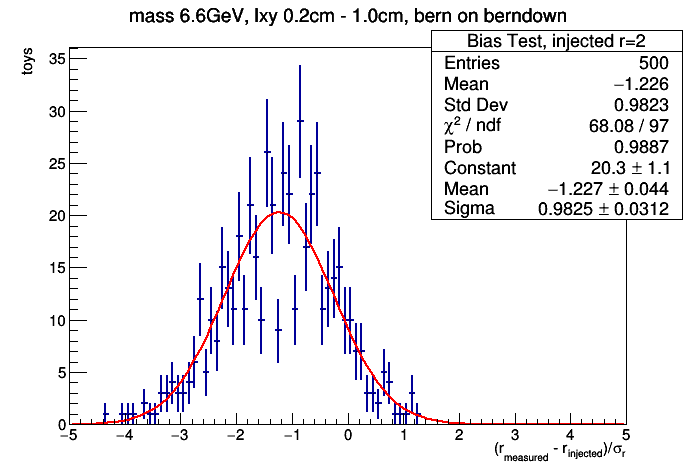 mass 6.6GeV, lxy 0.2cm - 1.0cm, bern on berndown
Bias Test, injected r=2
Entries 500
Mean −1.226
Std Dev 0.9823
χ² / ndf 68.08 / 97
Prob 0.9887
Constant 20.3 ± 1.1
Mean −1.227 ± 0.044
Sigma 0.9825 ± 0.0312
toys
35
30
25
20
15
10
5
0
−5 −4 −3 −2 −1 0 1 2 3 4 5
(r_measured - r_injected)/σ_r